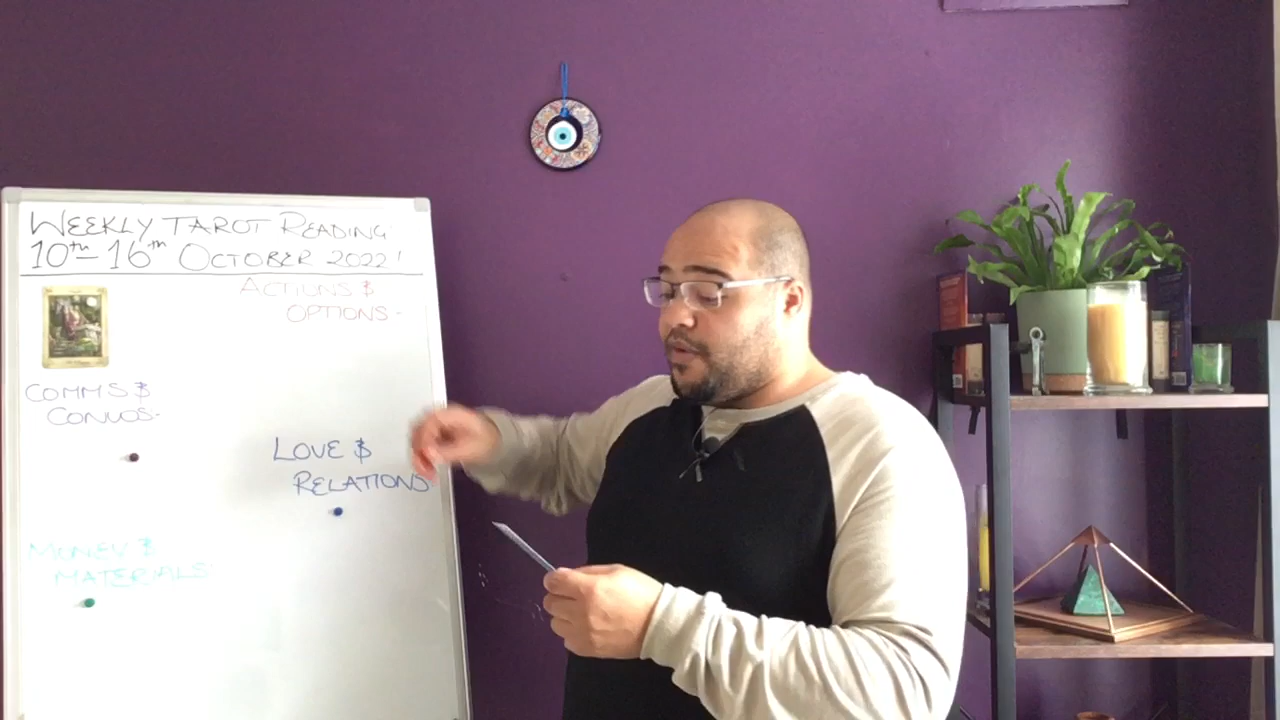 WEEKLY TAROT READING:
10TH - 16TH OCTOBER 2022!
ACTIONS &
OPTIONS -
COMMS &
CONVOS-
LOVE &
RELATIONS
MONEY &
MATERIALS-